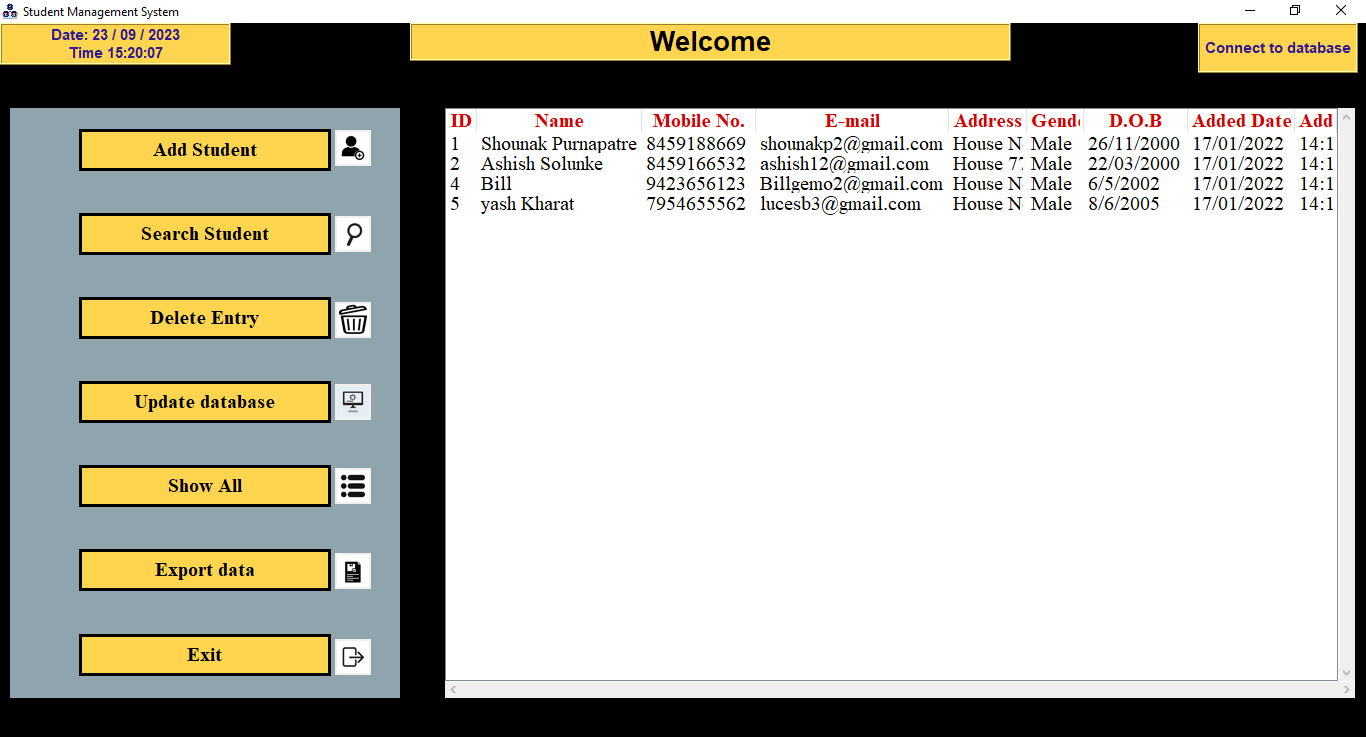 Student Management System
Date: 23 / 09 / 2023
Time 15:20:07
Welcome
Connect to database
Add Student
Search Student
Delete Entry
Update database
Show All
Export data
Exit
ID Name Mobile No. E-mail Address Gend D.O.B Added Date Add
1 Shounak Purnapatre 8459188669 shounakp2@gmail.com House N Male 26/11/2000 17/01/2022 14:1
2 Ashish Solunke 8459166532 ashish12@gmail.com House 7 Male 22/03/2000 17/01/2022 14:1
4 Bill 9423656123 Billgemo2@gmail.com House N Male 6/5/2002 17/01/2022 14:1
5 yash Kharat 7954655562 lucesb3@gmail.com House N Male 8/6/2005 17/01/2022 14:1